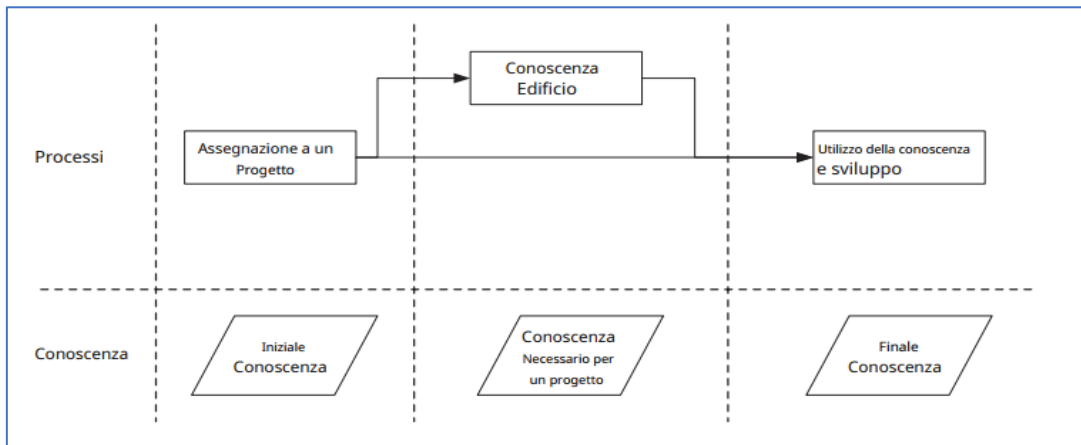 Conoscenza
Edificio
Processi
Assegnazione a un
Progetto
Utilizzo della conoscenza
e sviluppo
Conoscenza
Iniziale
Conoscenza
Conoscenza
Necessario per
un progetto
Finale
Conoscenza